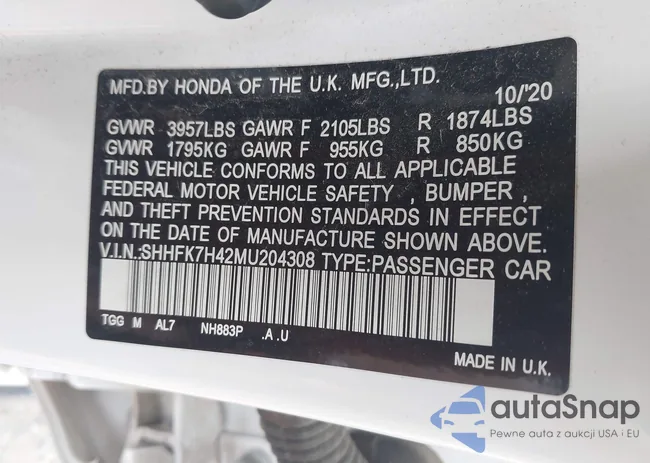 MFD.BY HONDA OF THE U.K. MFG.,LTD.
10/'20
GVWR 3957LBS GAWR F 2105LBS R 1874LBS
GVWR 1795KG GAWR F 955KG R 850KG
THIS VEHICLE CONFORMS TO ALL APPLICABLE
FEDERAL MOTOR VEHICLE SAFETY , BUMPER ,
AND THEFT PREVENTION STANDARDS IN EFFECT
ON THE DATE OF MANUFACTURE SHOWN ABOVE.
V.I.N.:SHHFK7H42MU204308 TYPE:PASSENGER CAR
TGG M AL7 NH883P .A .U
MADE IN U.K.
autaSnap
Pewne auta z aukcji USA i EU